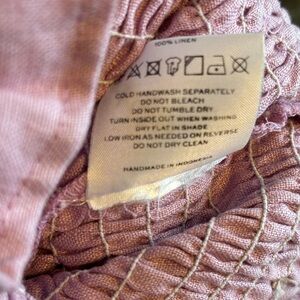 100% LINEN
COLD HANDWASH SEPARATELY
DO NOT BLEACH
DO NOT TUMBLE DRY
TURN INSIDE OUT WHEN WASHING
DRY FLAT IN SHADE
LOW IRON AS NEEDED ON REVERSE
DO NOT DRY CLEAN
HANDMADE IN INDONESIA